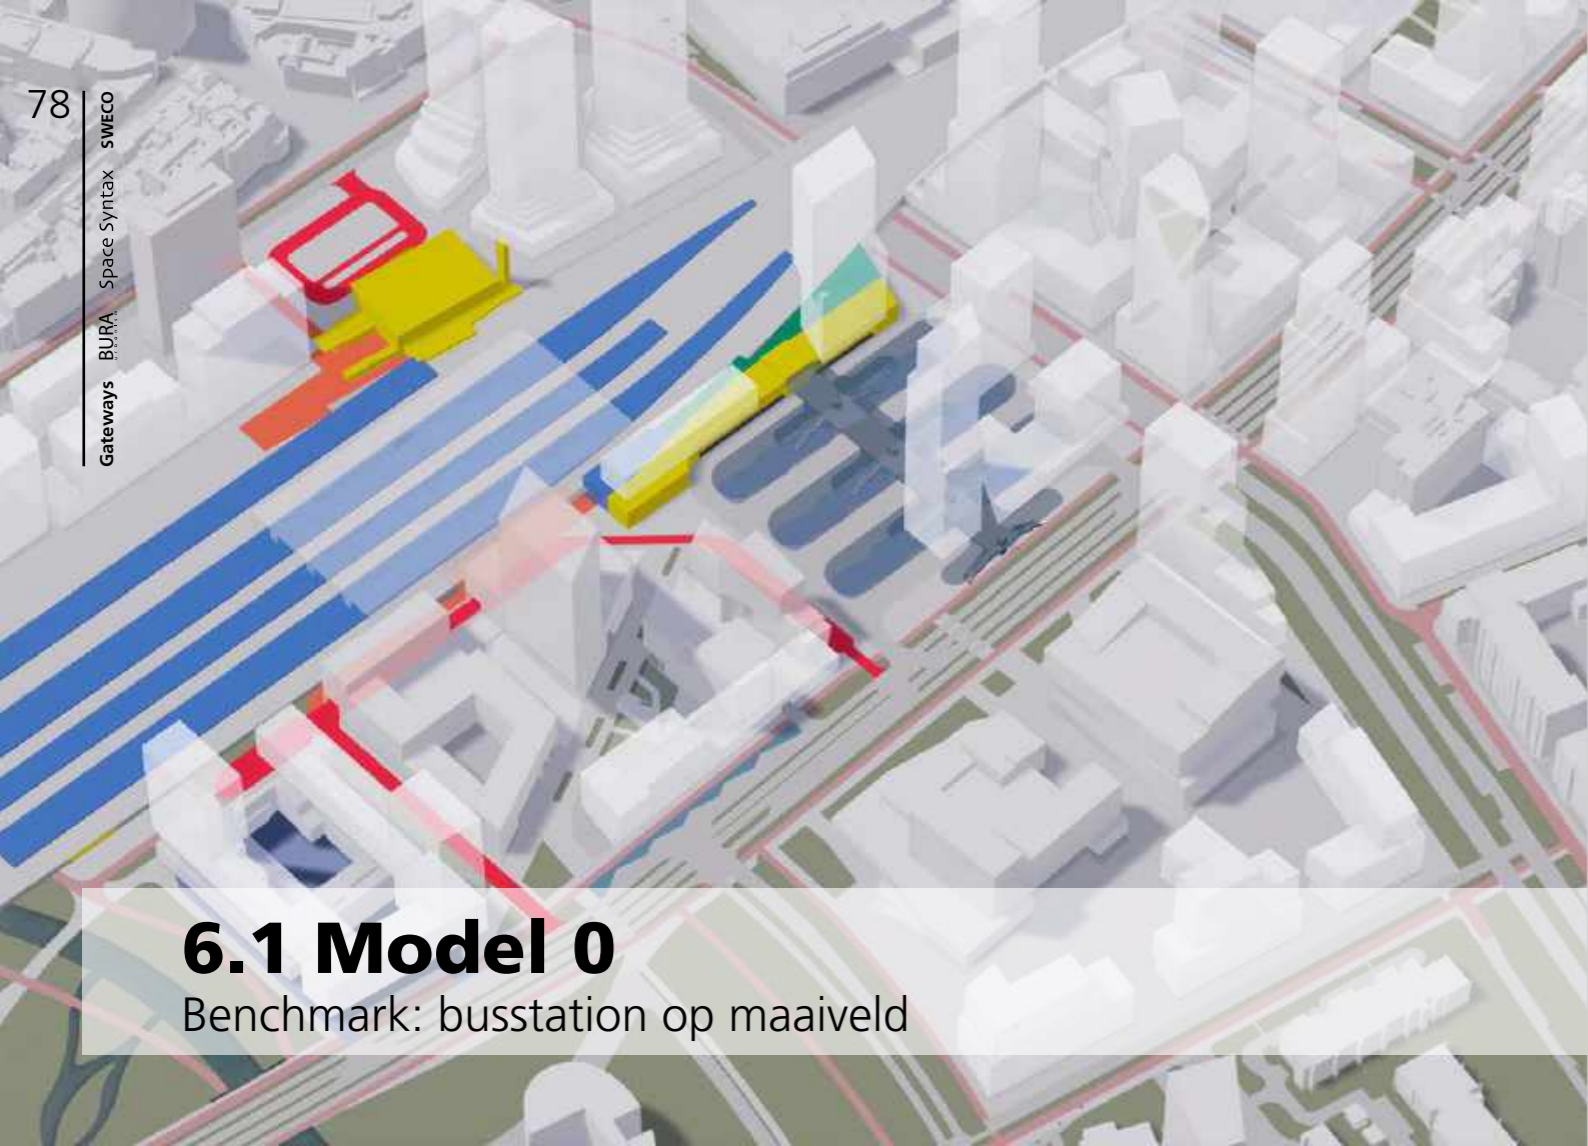 78
Gateways BURA Space Syntax SWECO
6.1 Model 0
Benchmark: busstation op maaiveld